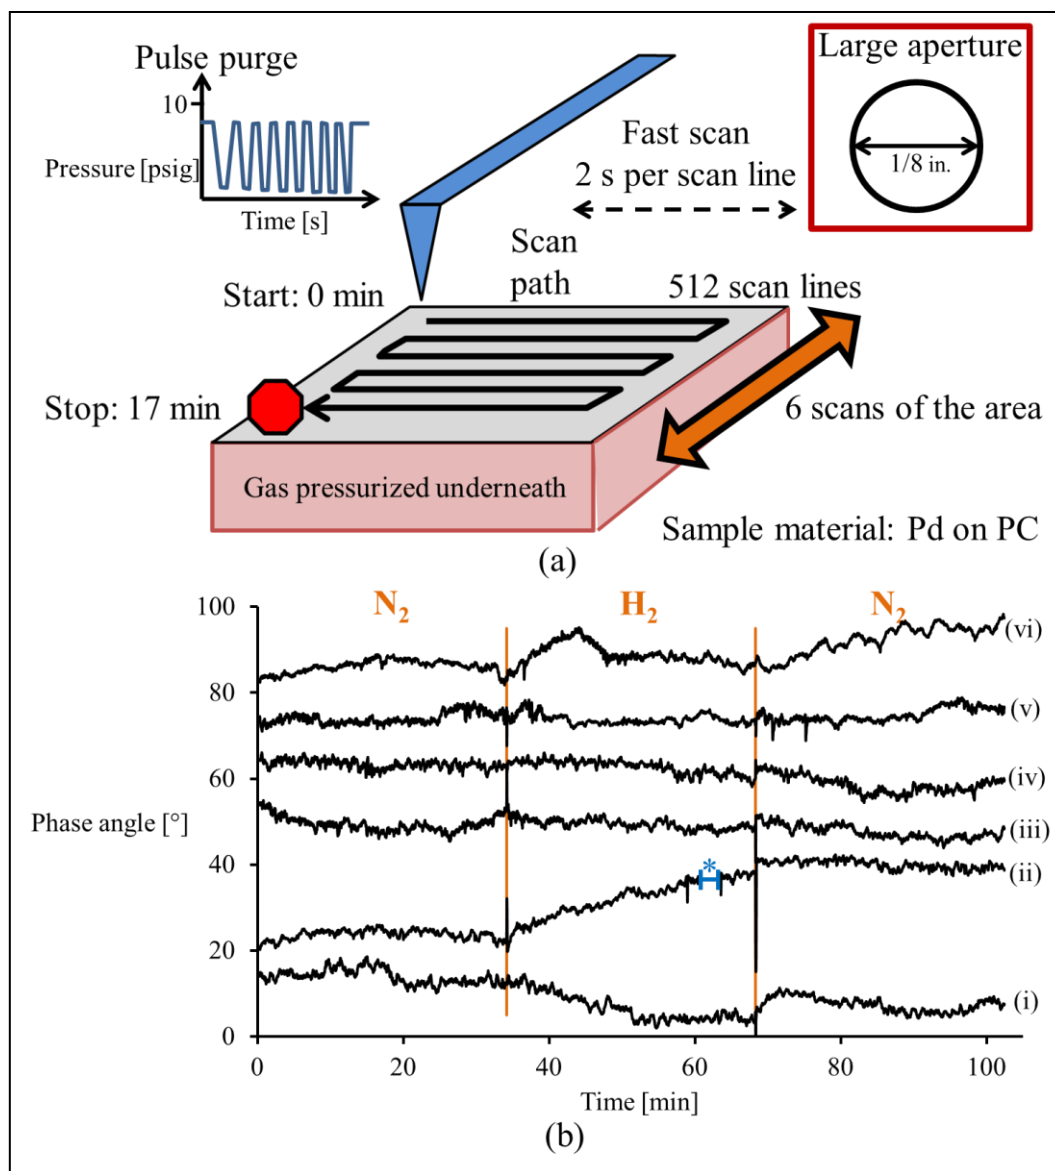 Pulse purge
10
Pressure [psig]
Time [s]
Large aperture
1/8 in.
Fast scan
2 s per scan line
Scan
path
Start: 0 min
512 scan lines
Stop: 17 min
6 scans of the area
Gas pressurized underneath
Sample material: Pd on PC
(a)
N₂
H₂
N₂
100
80
60
40
20
0
Phase angle [°]
(vi)
(v)
(iv)
(iii)
(ii)
(i)
*
0
20
40
60
80
100
Time [min]
(b)